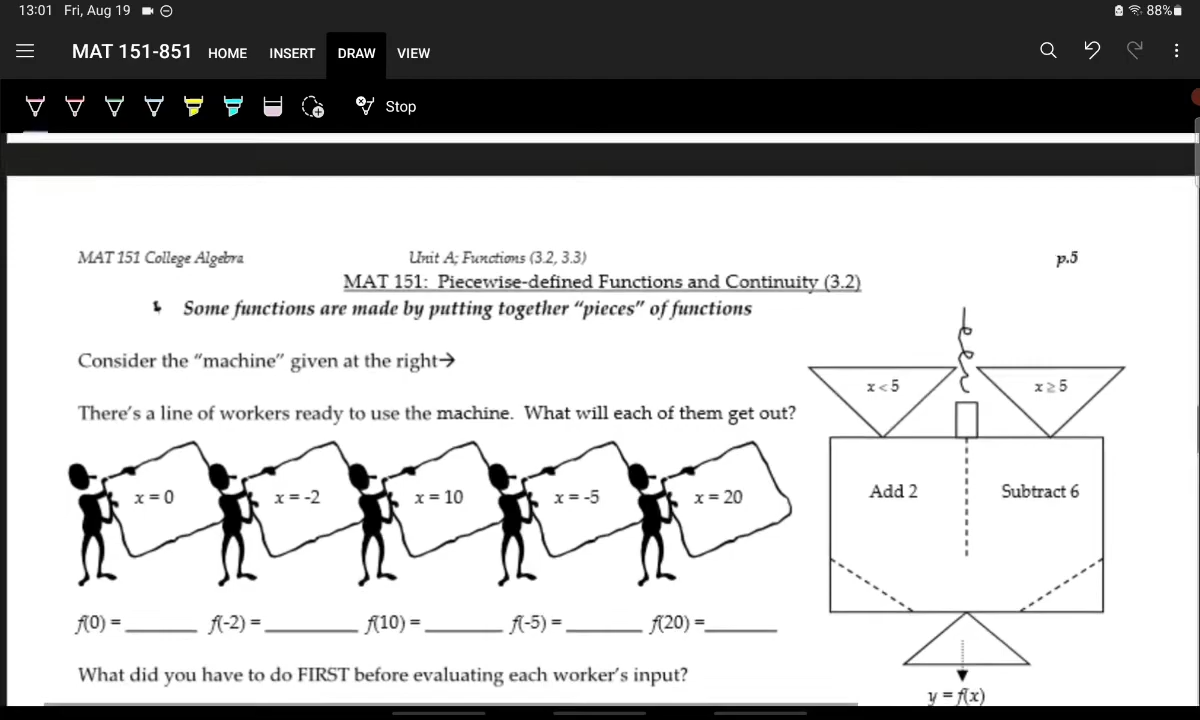 13:01 Fri, Aug 19 88%
MAT 151-851 HOME INSERT DRAW VIEW
Stop
MAT 151 College Algebra Unit A; Functions (3.2, 3.3) p.5
MAT 151: Piecewise-defined Functions and Continuity (3.2)
Some functions are made by putting together “pieces” of functions
Consider the “machine” given at the right→
x < 5 x ≥ 5
There’s a line of workers ready to use the machine. What will each of them get out?
x = 0 x = -2 x = 10 x = -5 x = 20
Add 2 Subtract 6
f(0) = ________ f(-2) = __________ f(10) = ________ f(-5) = ________ f(20) =________
What did you have to do FIRST before evaluating each worker’s input?
y = f(x)